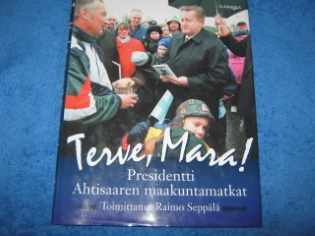 Terve, Mara!
Presidentti
Ahtisaaren maakuntamatkat
Toimittanut Raimo Seppälä